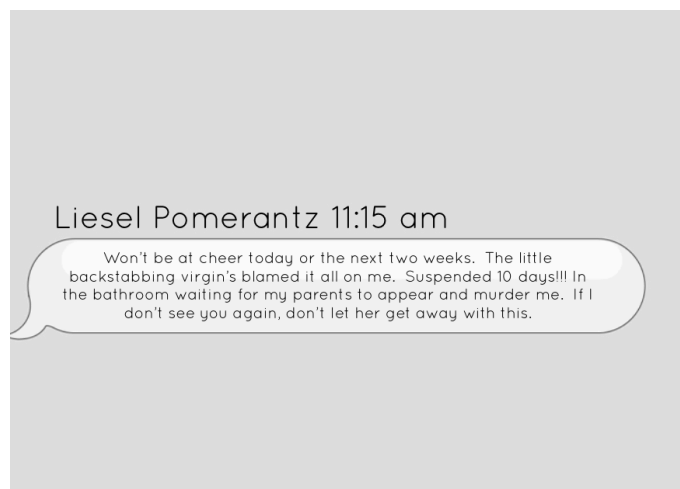 Liesel Pomerantz 11:15 am
Won't be at cheer today or the next two weeks.  The little
backstabbing virgin's blamed it all on me.  Suspended 10 days!!! In
the bathroom waiting for my parents to appear and murder me.  If I
don't see you again, don't let her get away with this.